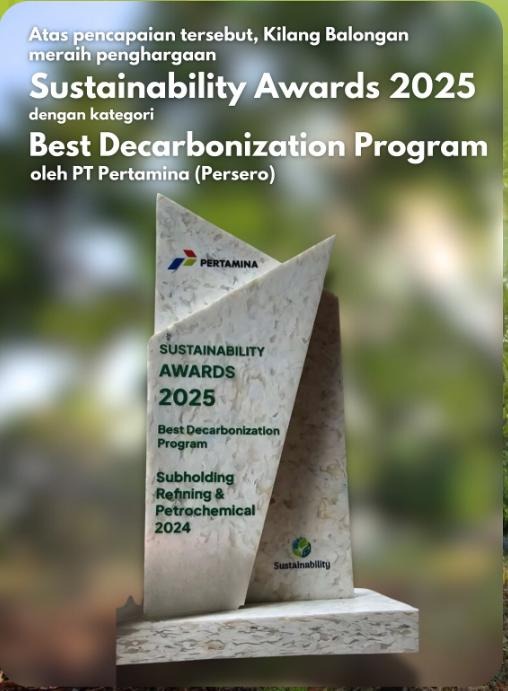 Atas pencapaian tersebut, Kilang Balongan
meraih penghargaan
Sustainability Awards 2025
dengan kategori
Best Decarbonization Program
oleh PT Pertamina (Persero)
PERTAMINA
SUSTAINABILITY
AWARDS
2025
Best Decarbonization
Program
Subholding
Refining &
Petrochemical
2024
Sustainability